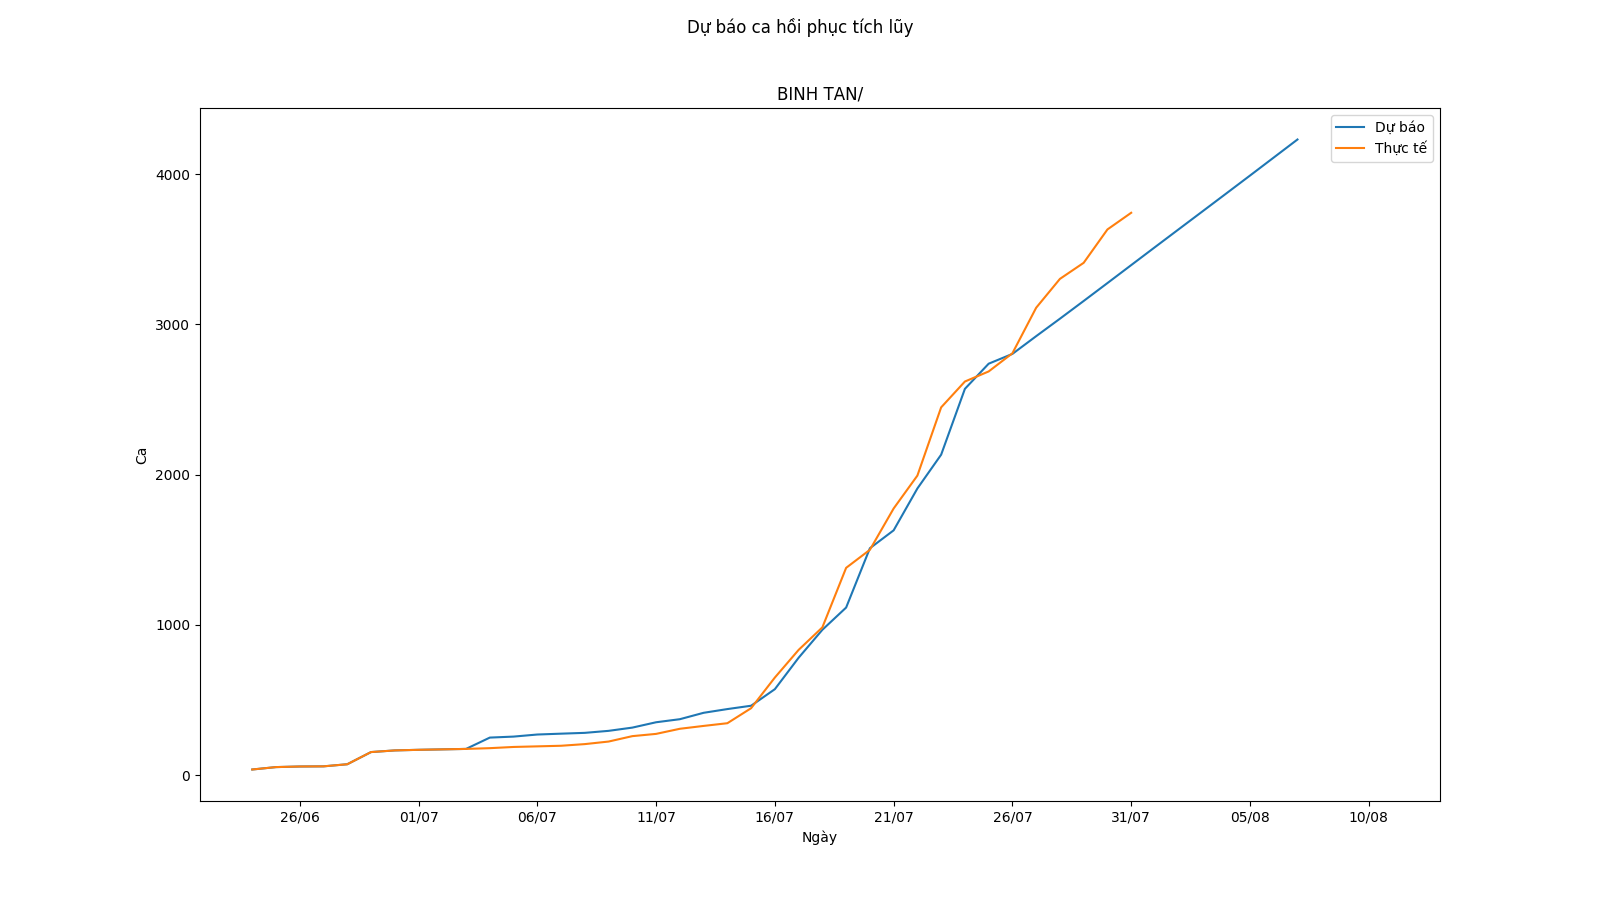 Dự báo ca hồi phục tích lũy
BINH TAN/
Dự báo
Thực tế
4000
3000
2000
1000
0
Ca
26/06 01/07 06/07 11/07 16/07 21/07 26/07 31/07 05/08 10/08
Ngày